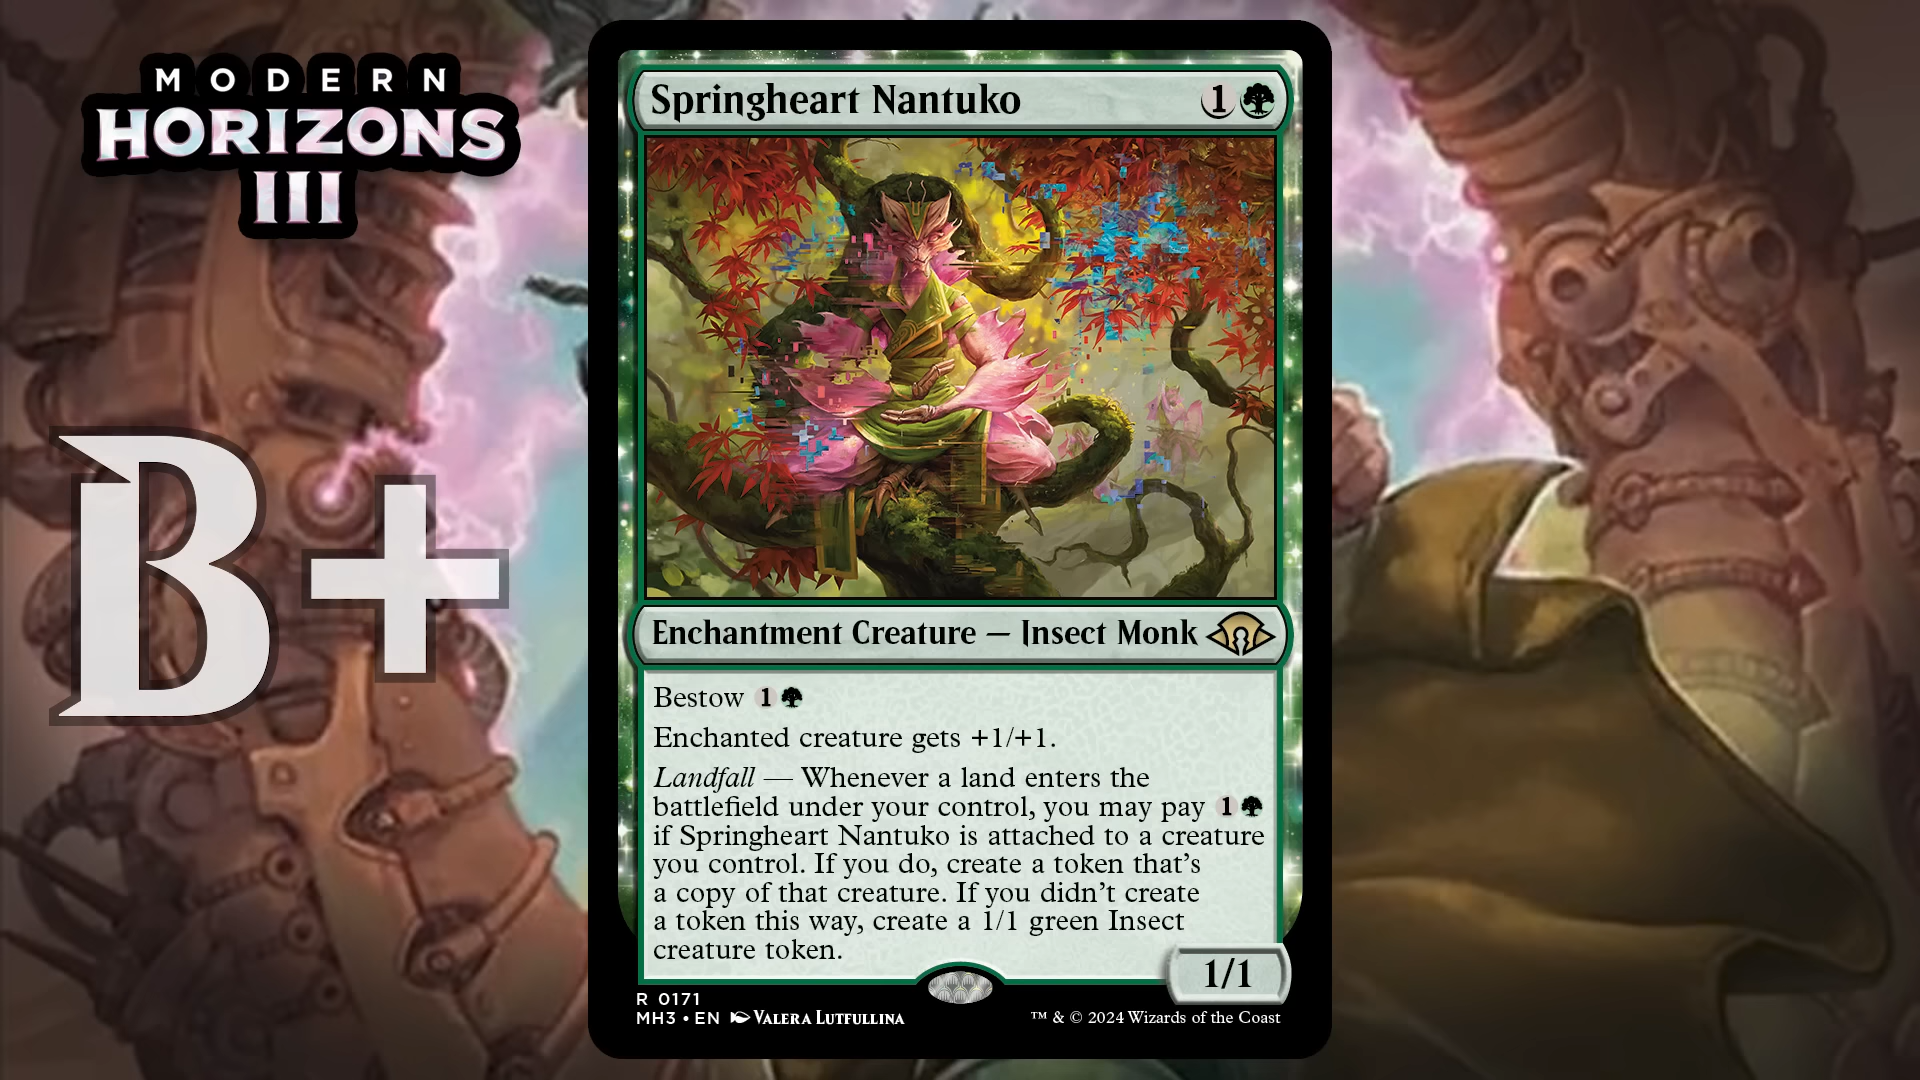 MODERN
HORIZONS
III
B+
Springheart Nantuko 1
Enchantment Creature — Insect Monk
Bestow 1
Enchanted creature gets +1/+1.
Landfall — Whenever a land enters the
battlefield under your control, you may pay 1
if Springheart Nantuko is attached to a creature
you control. If you do, create a token that's
a copy of that creature. If you didn't create
a token this way, create a 1/1 green Insect
creature token.
1/1
R 0171
MH3 • EN VALERA LUTFULLINA
™ & © 2024 Wizards of the Coast